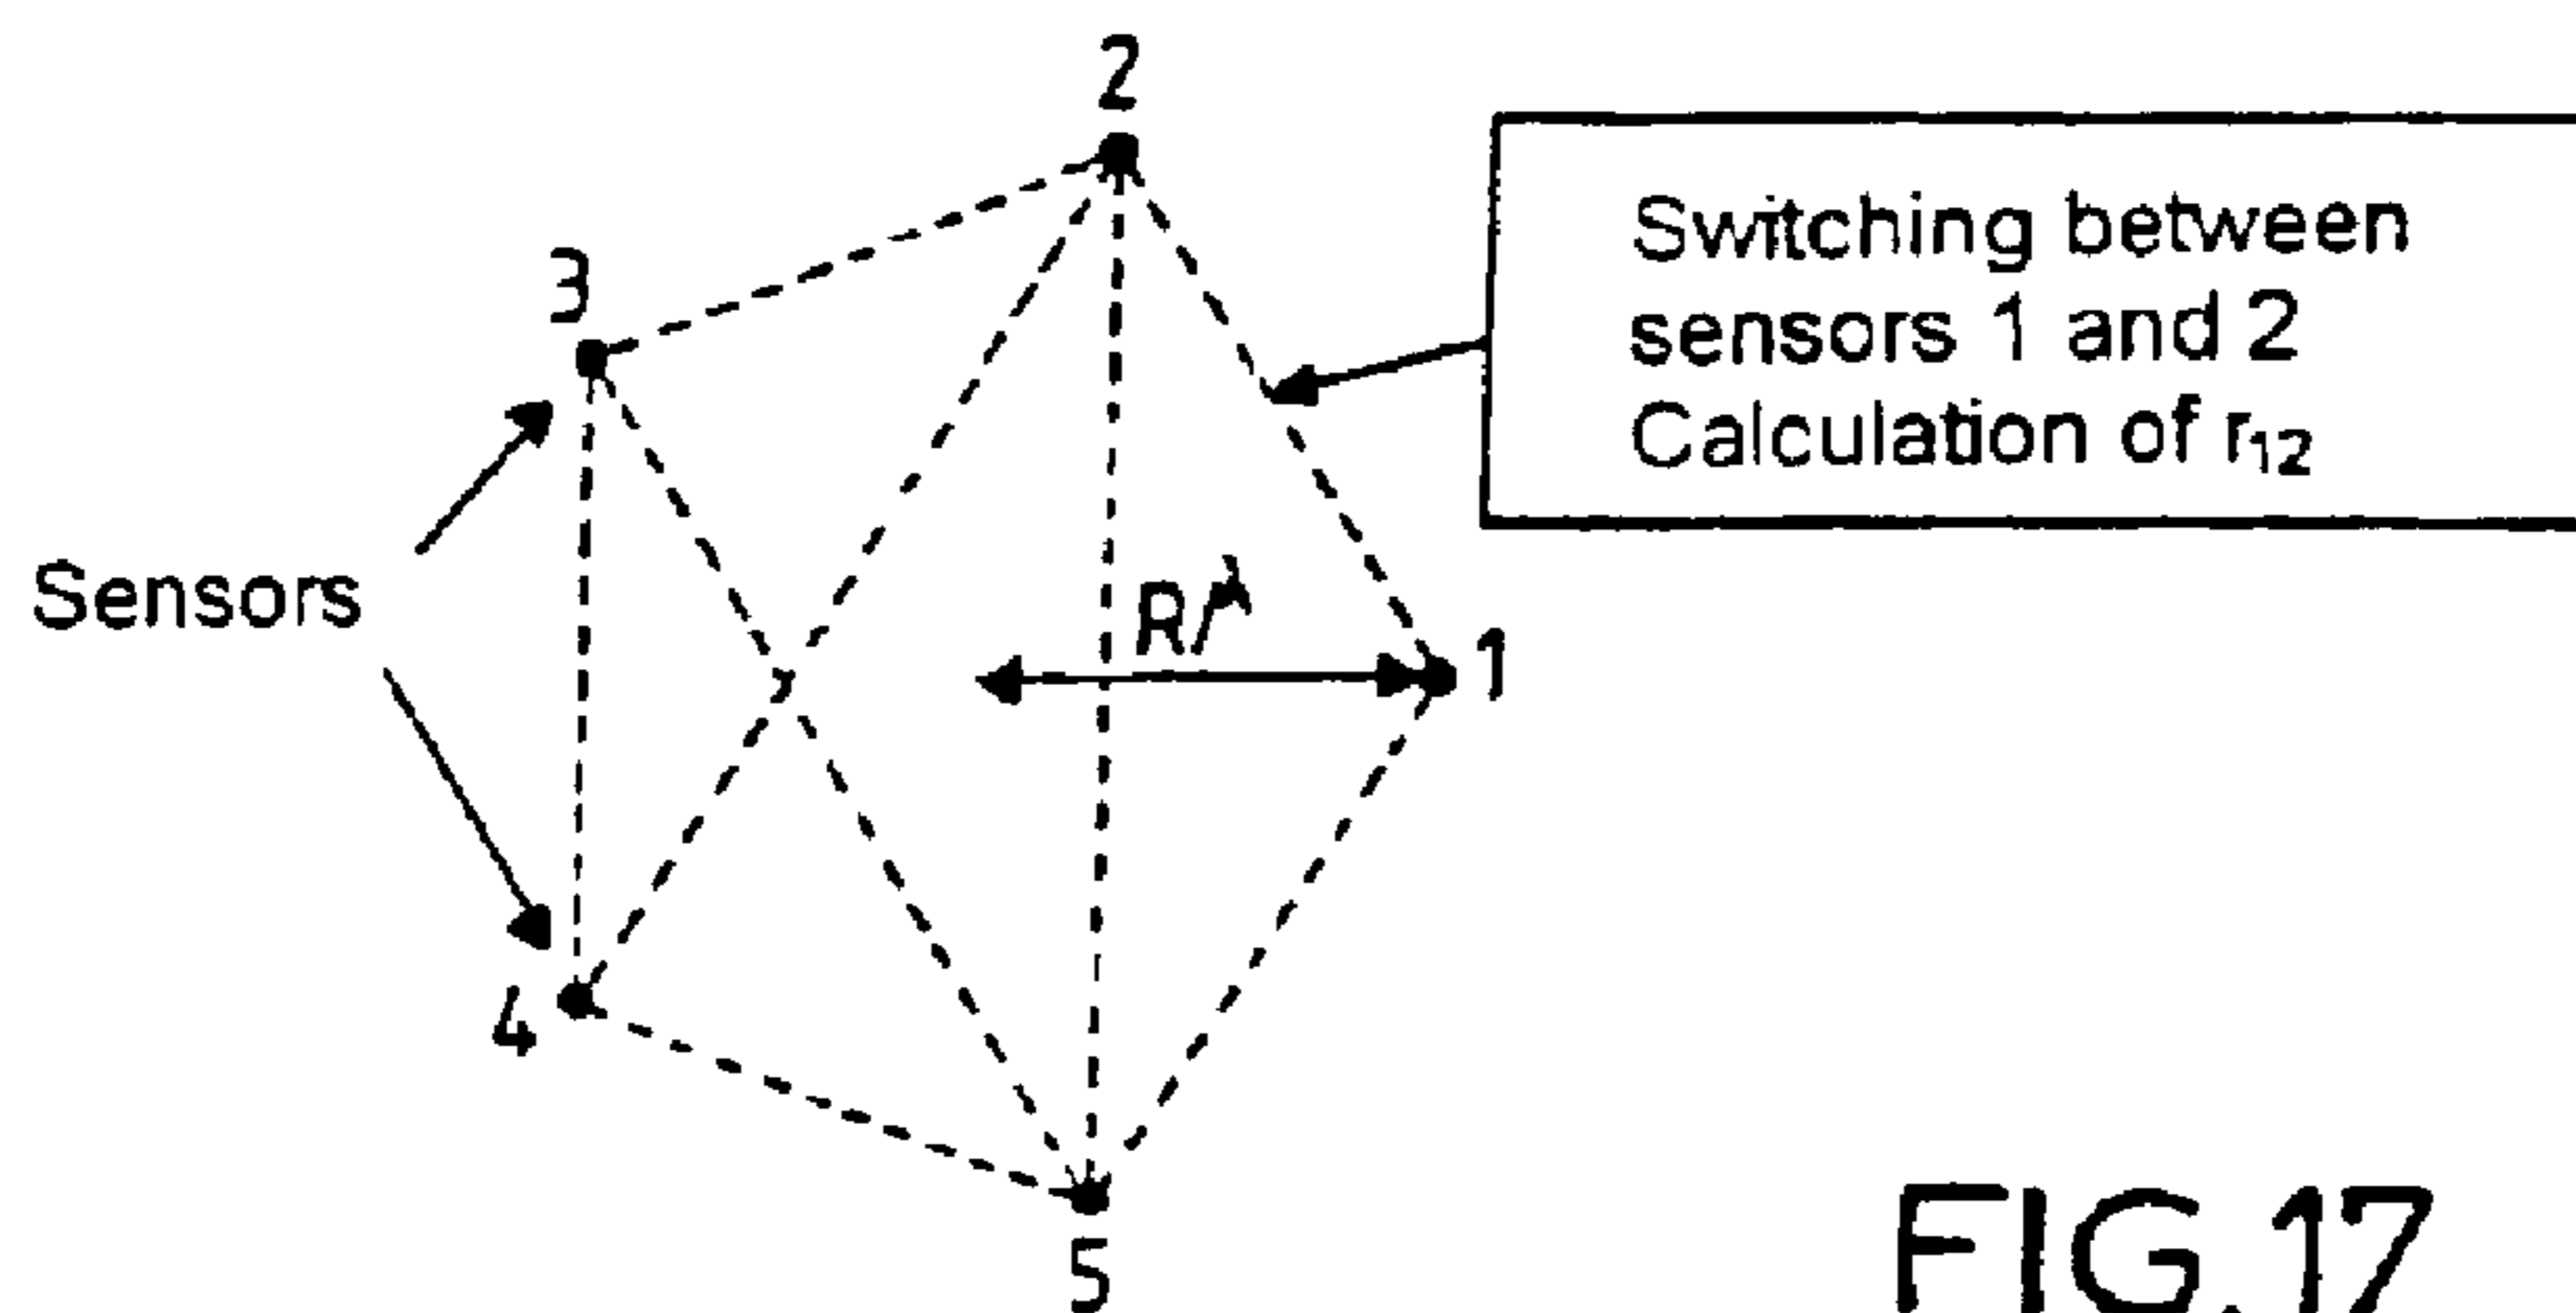 2
Switching between
sensors 1 and 2
Calculation of r₁₂
3
Sensors
R/λ
1
4
5
FIG.17